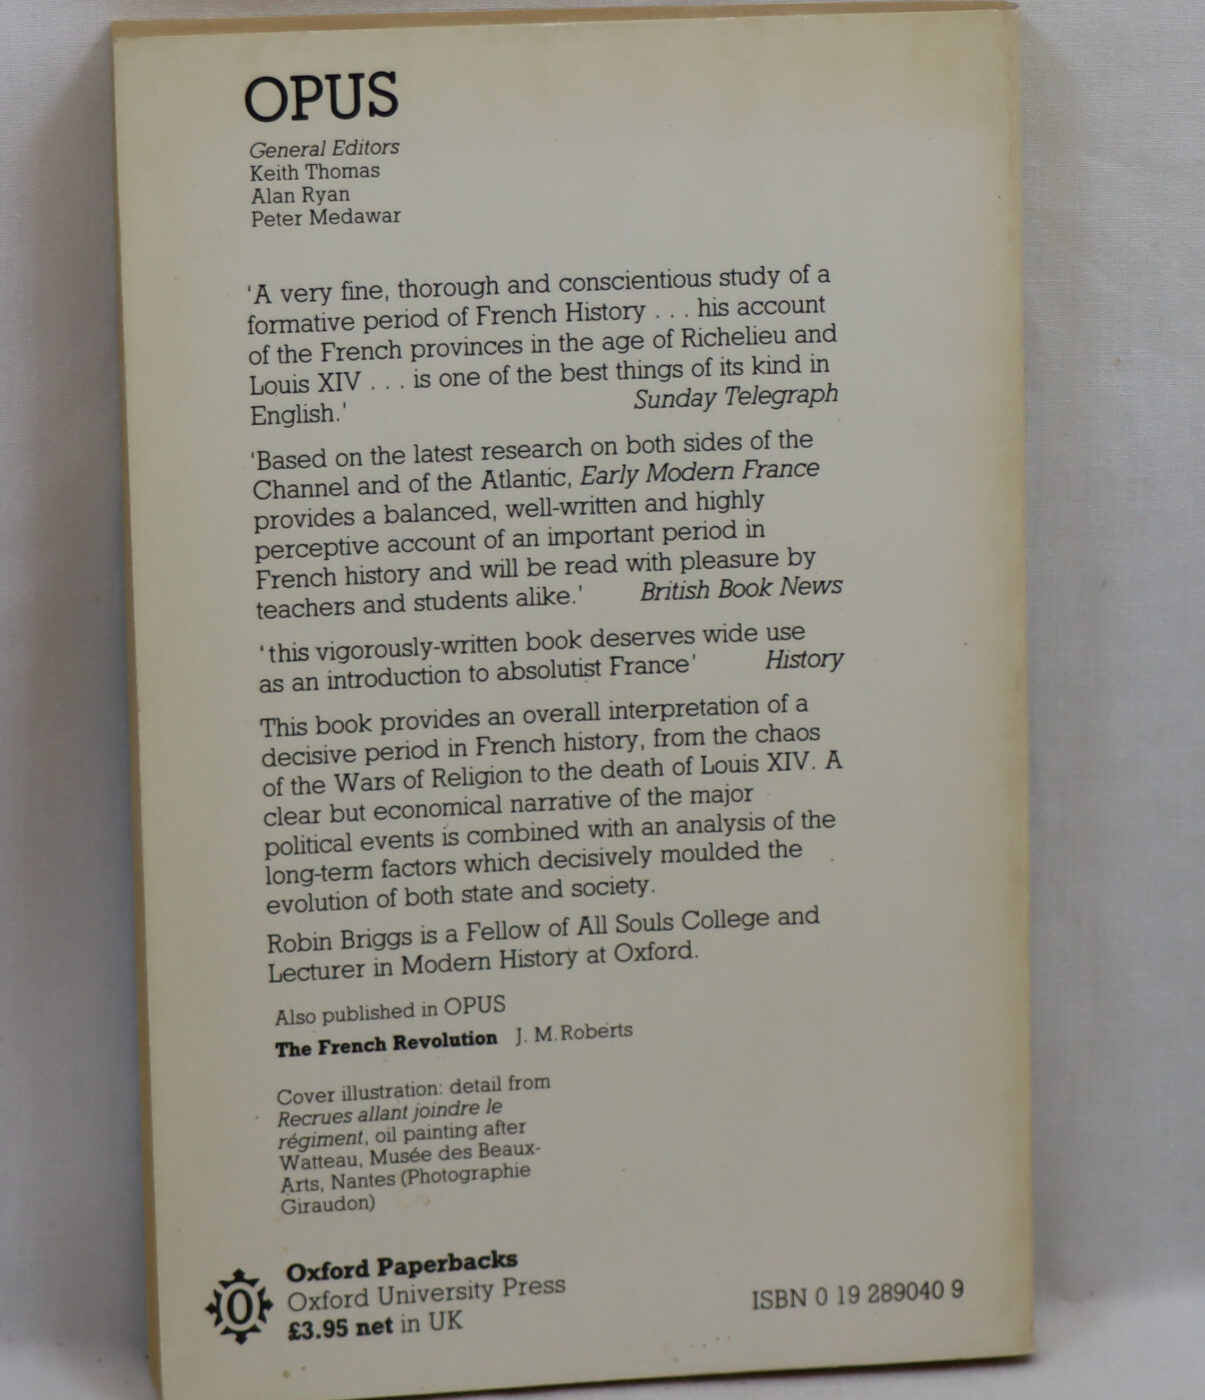 OPUS
General Editors
Keith Thomas
Alan Ryan
Peter Medawar
'A very fine, thorough and conscientious study of a
formative period of French History . . . his account
of the French provinces in the age of Richelieu and
Louis XIV . . . is one of the best things of its kind in
English.' Sunday Telegraph
'Based on the latest research on both sides of the
Channel and of the Atlantic, Early Modern France
provides a balanced, well-written and highly
perceptive account of an important period in
French history and will be read with pleasure by
teachers and students alike.' British Book News
'this vigorously-written book deserves wide use
as an introduction to absolutist France' History
This book provides an overall interpretation of a
decisive period in French history, from the chaos
of the Wars of Religion to the death of Louis XIV. A
clear but economical narrative of the major
political events is combined with an analysis of the
long-term factors which decisively moulded the
evolution of both state and society.
Robin Briggs is a Fellow of All Souls College and
Lecturer in Modern History at Oxford.
Also published in OPUS
The French Revolution J. M. Roberts
Cover illustration: detail from
Recrues allant joindre le
régiment, oil painting after
Watteau, Musée des Beaux-
Arts, Nantes (Photographie
Giraudon)
O
Oxford Paperbacks
Oxford University Press
£3.95 net in UK
ISBN 0 19 289040 9